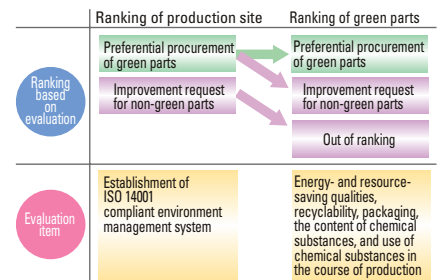 Ranking of production site
Ranking of green parts
Ranking
based on
evaluation
Preferential procurement
of green parts
Improvement request
for non-green parts
Preferential procurement
of green parts
Improvement request
for non-green parts
Out of ranking
Evaluation
item
Establishment of
ISO 14001
compliant environment
management system
Energy- and resource-
saving qualities,
recyclability, packaging,
the content of chemical
substances, and use of
chemical substances in
the course of production